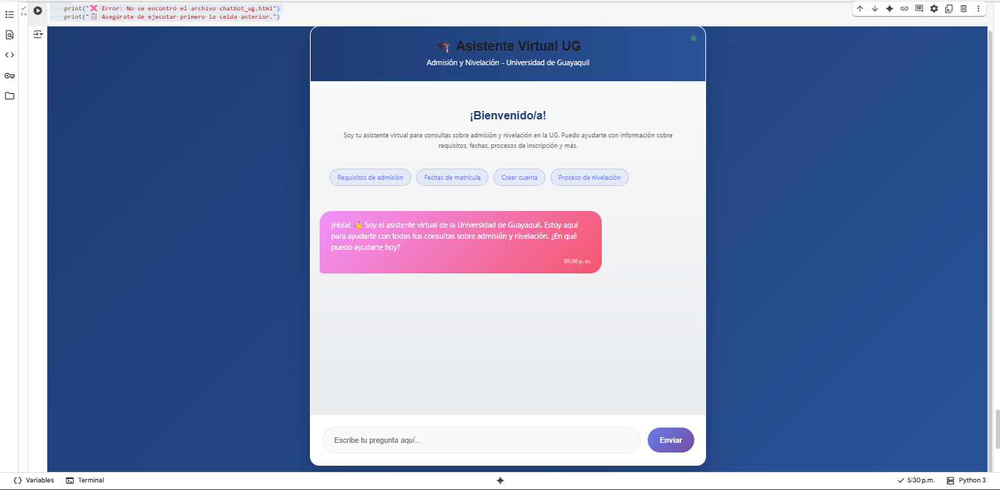 print("❌ Error: No se encontró el archivo chatbot_ug.html")
print("📋 Asegúrate de ejecutar primero la celda anterior.")
0 s
🎓 Asistente Virtual UG
Admisión y Nivelación - Universidad de Guayaquil
¡Bienvenido/a!
Soy tu asistente virtual para consultas sobre admisión y nivelación en la UG. Puedo ayudarte con información sobre
requisitos, fechas, procesos de inscripción y más.
Requisitos de admisión
Fechas de matrícula
Crear cuenta
Proceso de nivelación
¡Hola! 👋 Soy el asistente virtual de la Universidad de Guayaquil. Estoy aquí
para ayudarte con todas tus consultas sobre admisión y nivelación. ¿En qué
puedo ayudarte hoy?
05:30 p. m.
Escribe tu pregunta aquí...
Enviar
Variables
Terminal
5:30 p.m.
Python 3